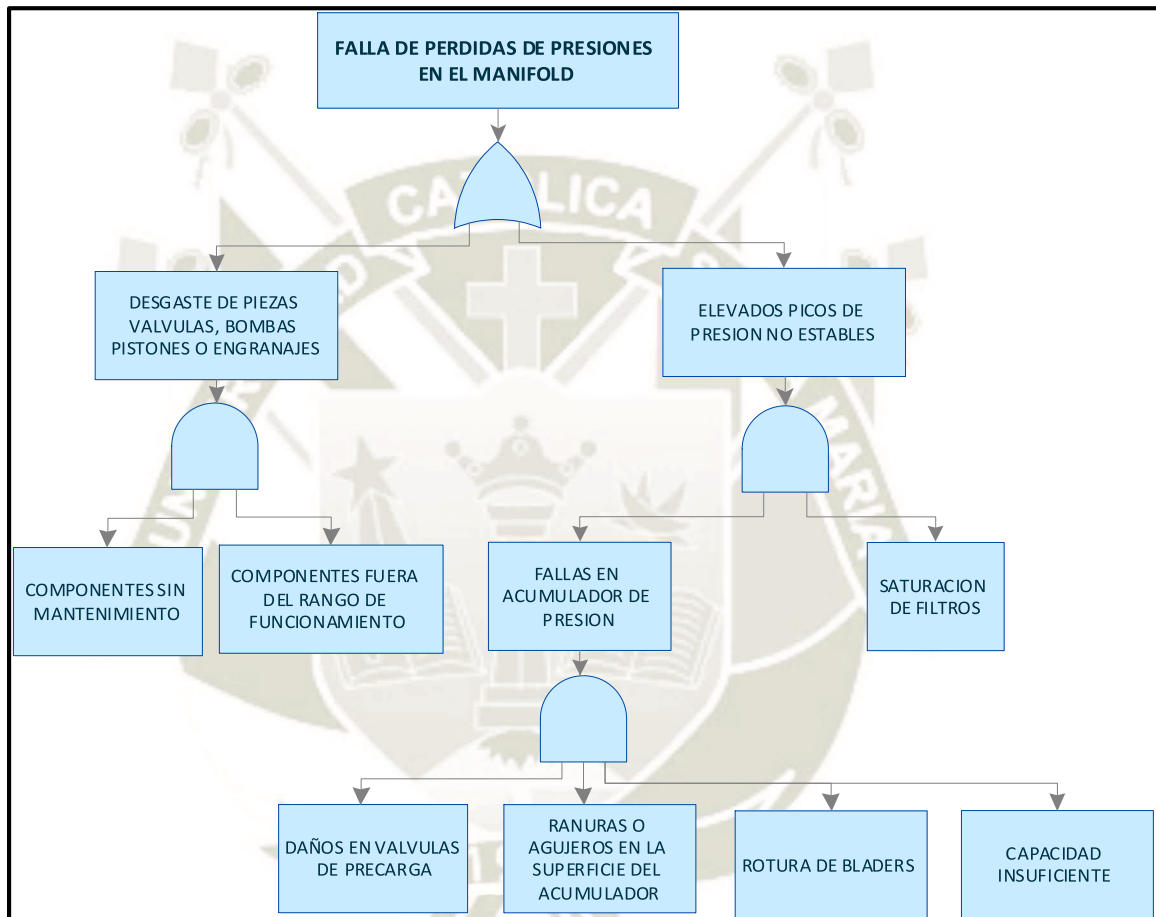 FALLA DE PERDIDAS DE PRESIONES
EN EL MANIFOLD
CATOLICA
DESGASTE DE PIEZAS
VALVULAS, BOMBAS
PISTONES O ENGRANAJES
ELEVADOS PICOS DE
PRESION NO ESTABLES
MARIA
COMPONENTES SIN
MANTENIMIENTO
COMPONENTES FUERA
DEL RANGO DE
FUNCIONAMIENTO
FALLAS EN
ACUMULADOR DE
PRESION
SATURACION
DE FILTROS
DAÑOS EN VALVULAS
DE PRECARGA
RANURAS O
AGUJEROS EN LA
SUPERFICIE DEL
ACUMULADOR
ROTURA DE BLADERS
CAPACIDAD
INSUFICIENTE